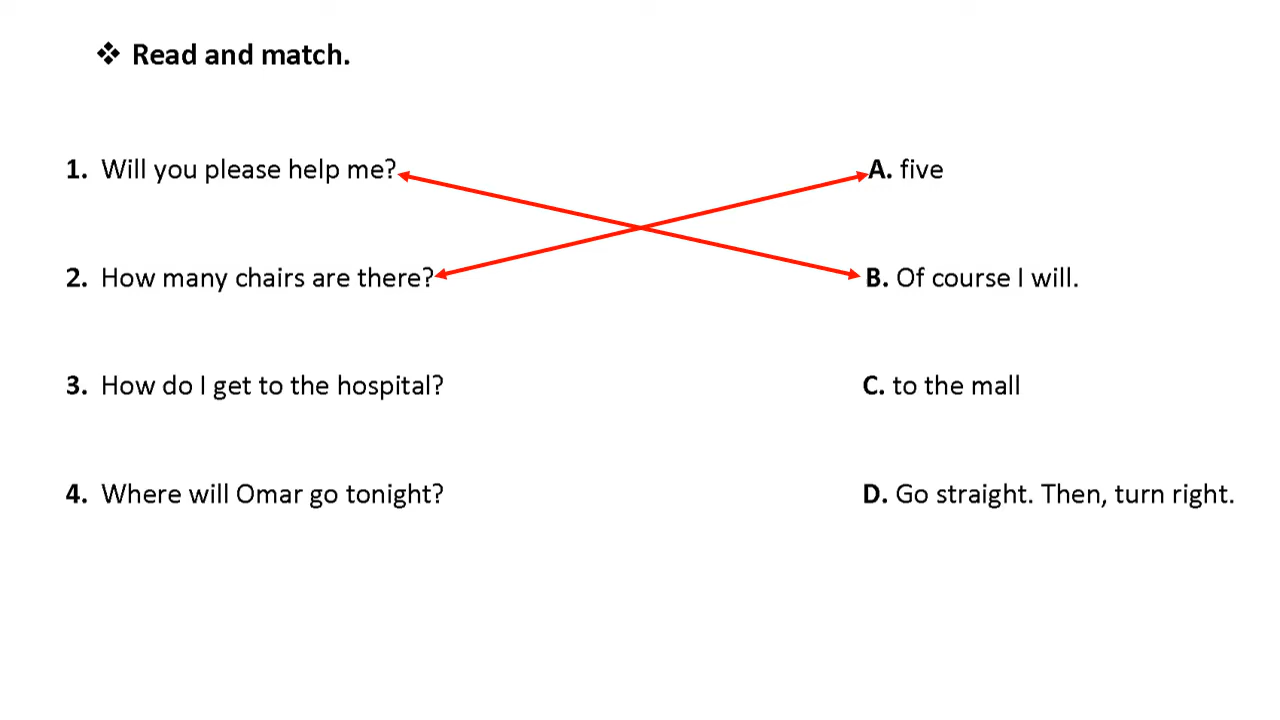 ❖ Read and match.
1. Will you please help me? A. five
2. How many chairs are there? B. Of course I will.
3. How do I get to the hospital? C. to the mall
4. Where will Omar go tonight? D. Go straight. Then, turn right.